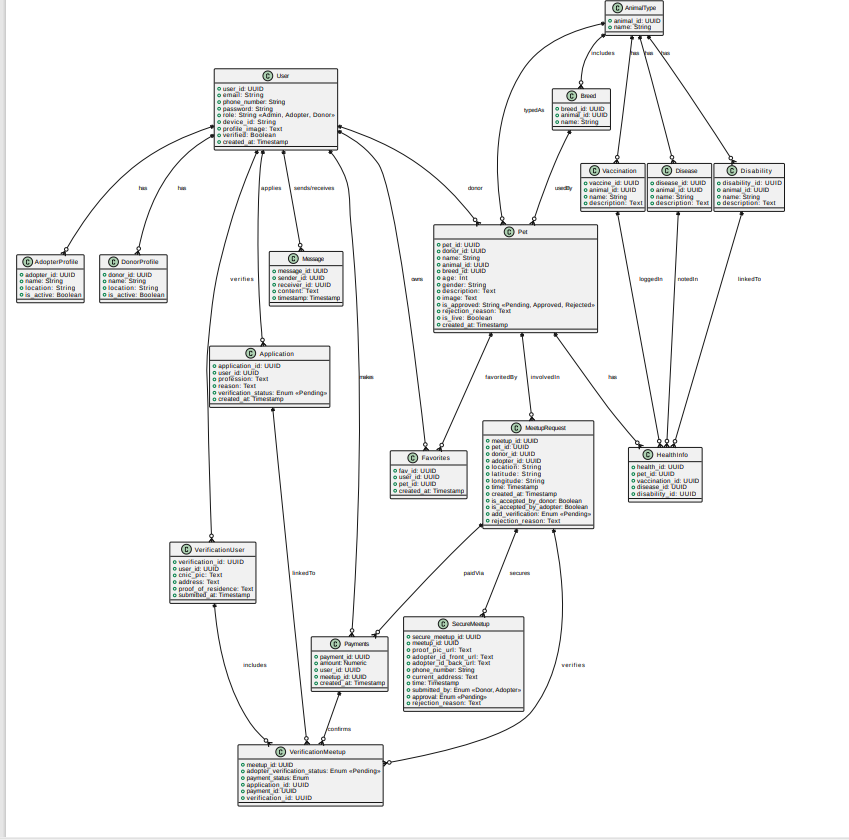 C AnimalType
animal_id: UUID
name: String
includes
has
has
has
C User
user_id: UUID
email: String
phone_number: String
password: String
role: String «Admin, Adopter, Donor»
device_id: String
profile_image: Text
verified: Boolean
created_at: Timestamp
C Breed
breed_id: UUID
animal_id: UUID
name: String
typedAs
C Vaccination
vaccine_id: UUID
animal_id: UUID
name: String
description: Text
C Disease
disease_id: UUID
animal_id: UUID
name: String
description: Text
C Disability
disability_id: UUID
animal_id: UUID
name: String
description: Text
has
has
applies
sends/receives
donor
usedBy
C Pet
pet_id: UUID
donor_id: UUID
name: String
animal_id: UUID
breed_id: UUID
age: Int
gender: String
description: Text
image: Text
is_approved: String «Pending, Approved, Rejected»
rejection_reason: Text
is_live: Boolean
created_at: Timestamp
C AdopterProfile
adopter_id: UUID
name: String
location: String
is_active: Boolean
C DonorProfile
donor_id: UUID
name: String
location: String
is_active: Boolean
C Message
message_id: UUID
sender_id: UUID
receiver_id: UUID
content: Text
timestamp: Timestamp
verifies
owns
loggedIn
notedIn
linkedTo
C Application
application_id: UUID
user_id: UUID
profession: Text
reason: Text
verification_status: Enum «Pending»
created_at: Timestamp
makes
favoritedBy
involvedIn
has
C Favorites
fav_id: UUID
user_id: UUID
pet_id: UUID
created_at: Timestamp
C MeetupRequest
meetup_id: UUID
pet_id: UUID
donor_id: UUID
adopter_id: UUID
location: String
latitude: String
longitude: String
time: Timestamp
created_at: Timestamp
is_accepted_by_donor: Boolean
is_accepted_by_adopter: Boolean
add_verification: Enum «Pending»
rejection_reason: Text
C HealthInfo
health_id: UUID
pet_id: UUID
vaccination_id: UUID
disease_id: UUID
disability_id: UUID
C VerificationUser
verification_id: UUID
user_id: UUID
cnic_pic: Text
address: Text
proof_of_residence: Text
submitted_at: Timestamp
linkedTo
paidVia
secures
C Payments
payment_id: UUID
amount: Numeric
user_id: UUID
meetup_id: UUID
created_at: Timestamp
C SecureMeetup
secure_meetup_id: UUID
meetup_id: UUID
proof_pic_url: Text
adopter_id_front_url: Text
adopter_id_back_url: Text
phone_number: String
current_address: Text
time: Timestamp
submitted_by: Enum «Donor, Adopter»
approval: Enum «Pending»
rejection_reason: Text
includes
verifies
confirms
C VerificationMeetup
meetup_id: UUID
adopter_verification_status: Enum «Pending»
payment_status: Enum
application_id: UUID
payment_id: UUID
verification_id: UUID